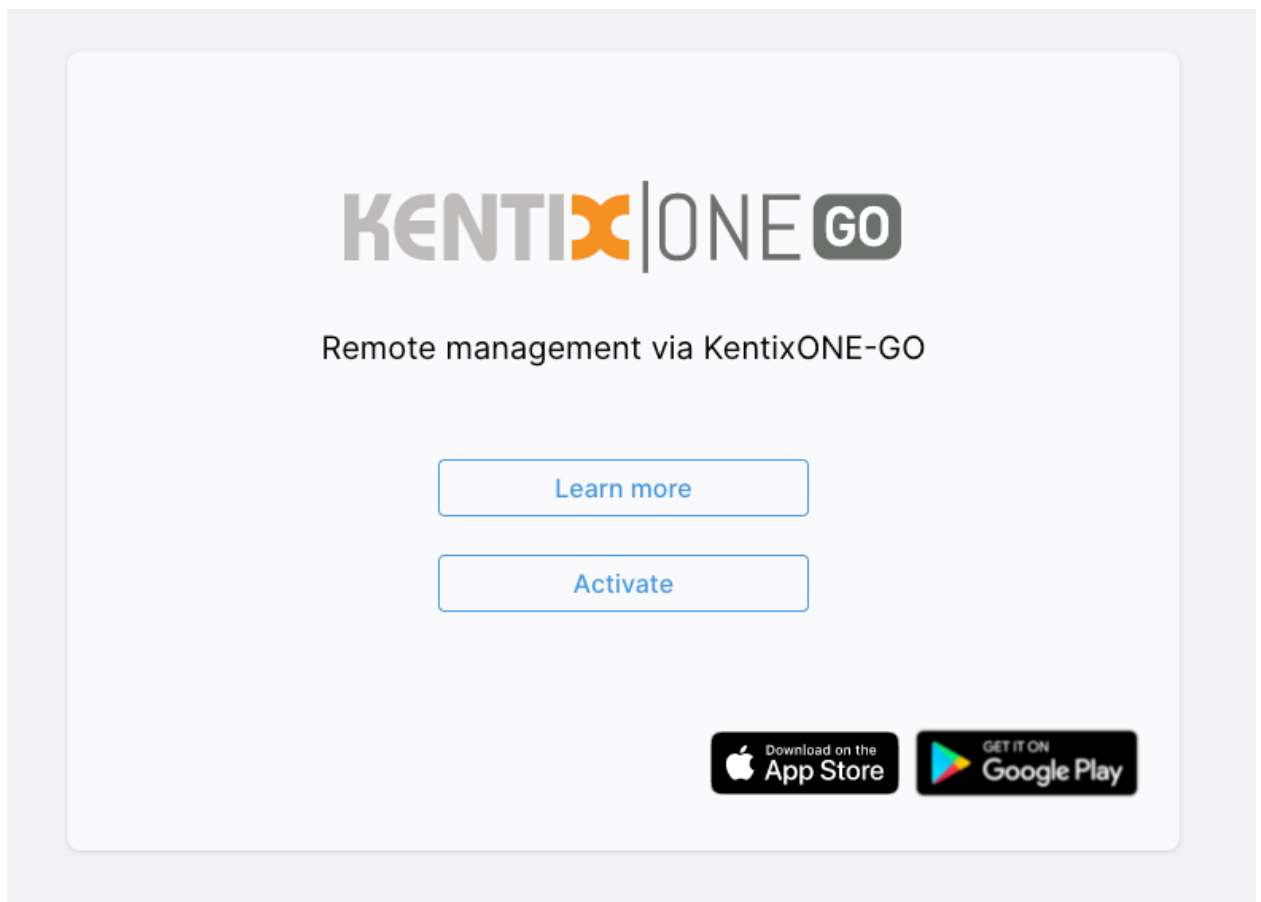 KENTIX|ONE GO
Remote management via KentixONE-GO
Learn more
Activate
Download on the
App Store
GET IT ON
Google Play